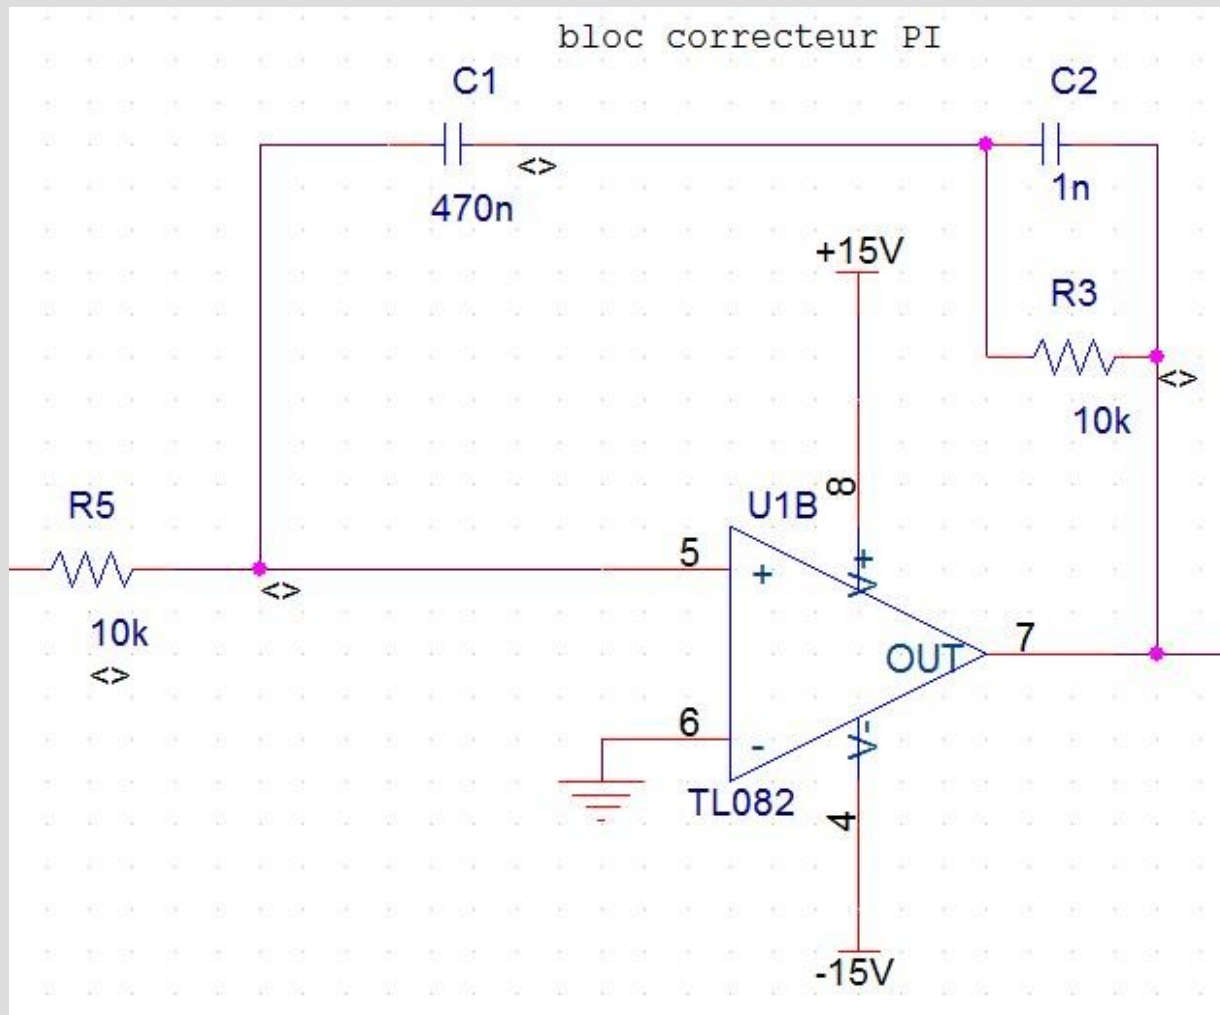 bloc correcteur PI
C1
C2
<>
470n
1n
+15V
R3
<>
10k
8
R5
U1B
5
+
V+
<>
10k
<>
7
OUT
6
-
V-
TL082
4
-15V